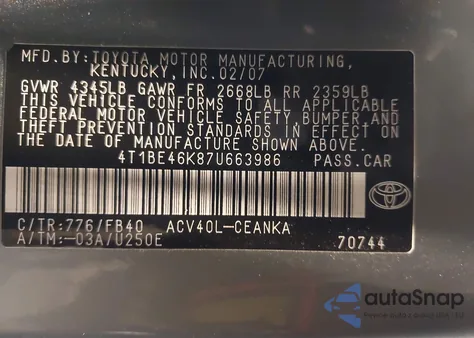 MFD.BY:TOYOTA MOTOR MANUFACTURING,
KENTUCKY, INC.02/07
GVWR 4345LB GAWR FR 2668LB RR 2359LB
THIS VEHICLE CONFORMS TO ALL APPLICABLE
FEDERAL MOTOR VEHICLE SAFETY, BUMPER, AND
THEFT PREVENTION STANDARDS IN EFFECT ON
THE DATE OF MANUFACTURE SHOWN ABOVE.
4T1BE46K87U663986 PASS.CAR
C/TR:776/FB40 ACV40L-CEANKA
A/TM:-03A/U250E 70744
autoSnap